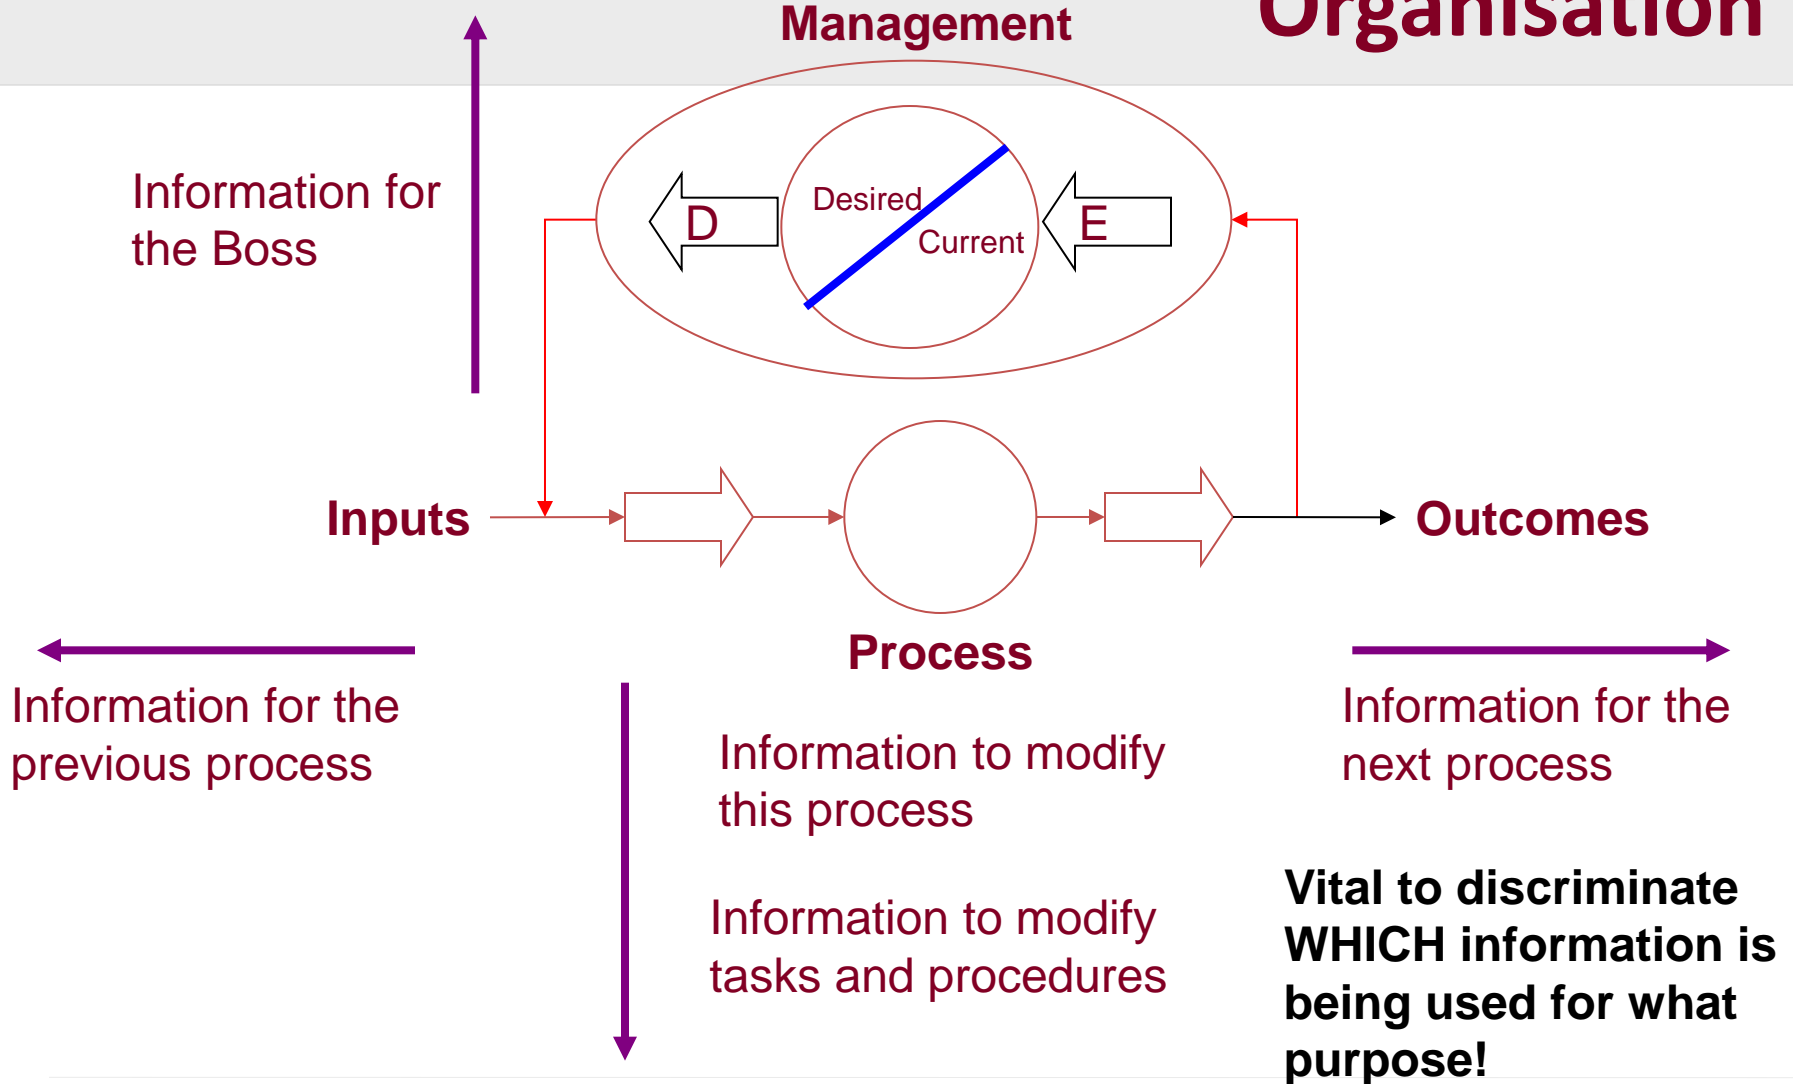 Organisation
Management
Information for
the Boss
D
Desired
Current
E
Inputs
Outcomes
Process
Information for the
previous process
Information to modify
this process
Information for the
next process
Information to modify
tasks and procedures
Vital to discriminate
WHICH information is
being used for what
purpose!